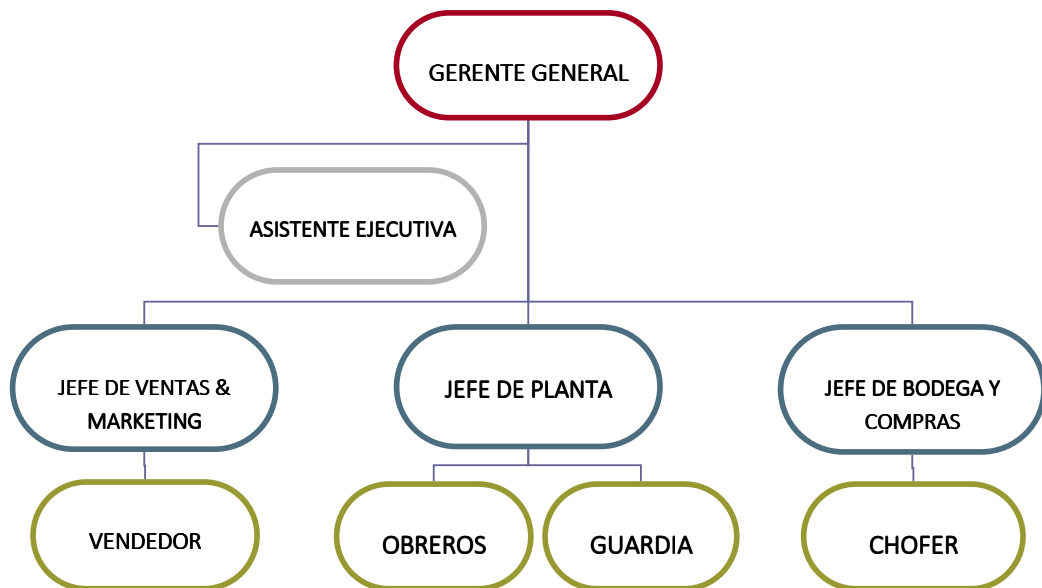 GERENTE GENERAL
ASISTENTE EJECUTIVA
JEFE DE VENTAS &
MARKETING
JEFE DE PLANTA
JEFE DE BODEGA Y
COMPRAS
VENDEDOR
OBREROS
GUARDIA
CHOFER